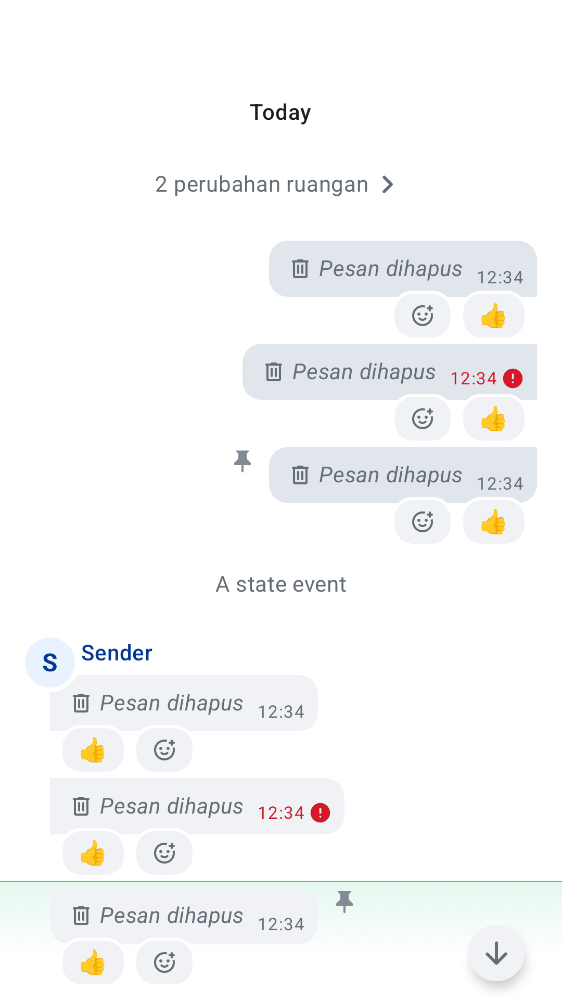 Today
2 perubahan ruangan
Pesan dihapus 12:34
👍
Pesan dihapus 12:34
👍
Pesan dihapus 12:34
👍
A state event
S Sender
Pesan dihapus 12:34
👍
Pesan dihapus 12:34
👍
Pesan dihapus 12:34
👍